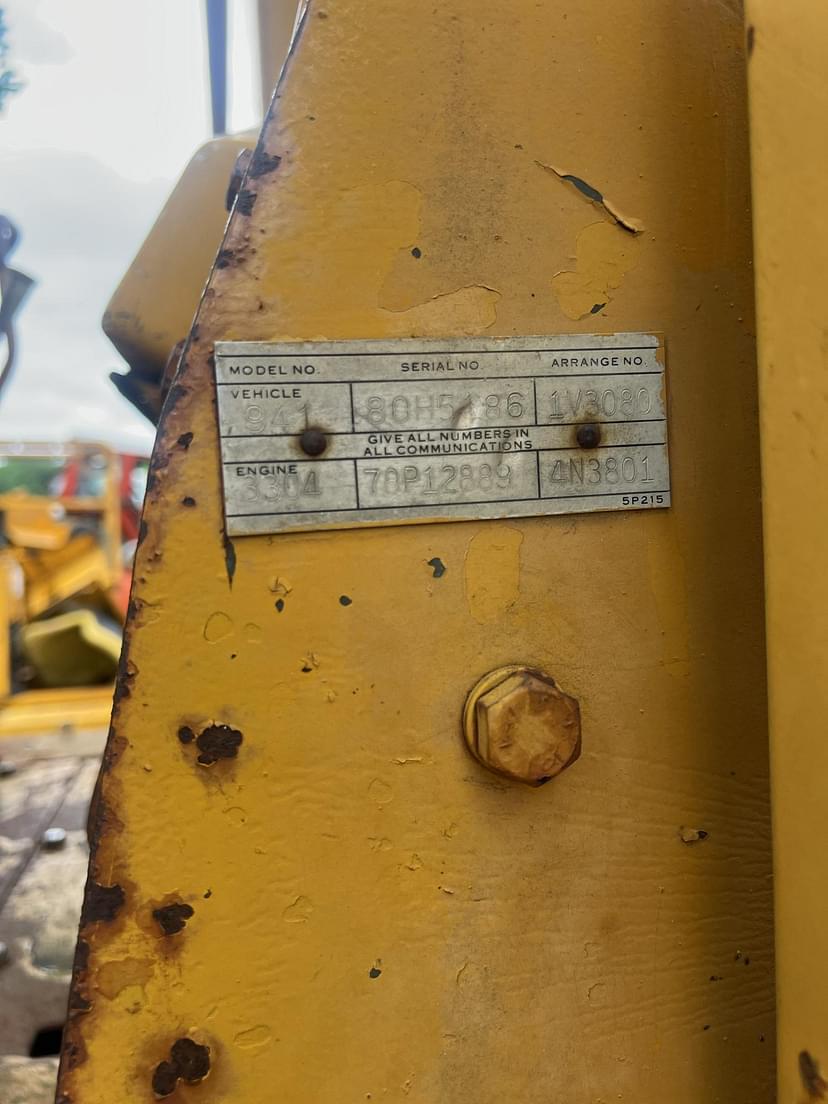 MODEL NO. SERIAL NO ARRANGE NO.
VEHICLE
941 80H5186 1V3080
GIVE ALL NUMBERS IN
ALL COMMUNICATIONS
ENGINE
3304 70P12889 4N3801
5P215